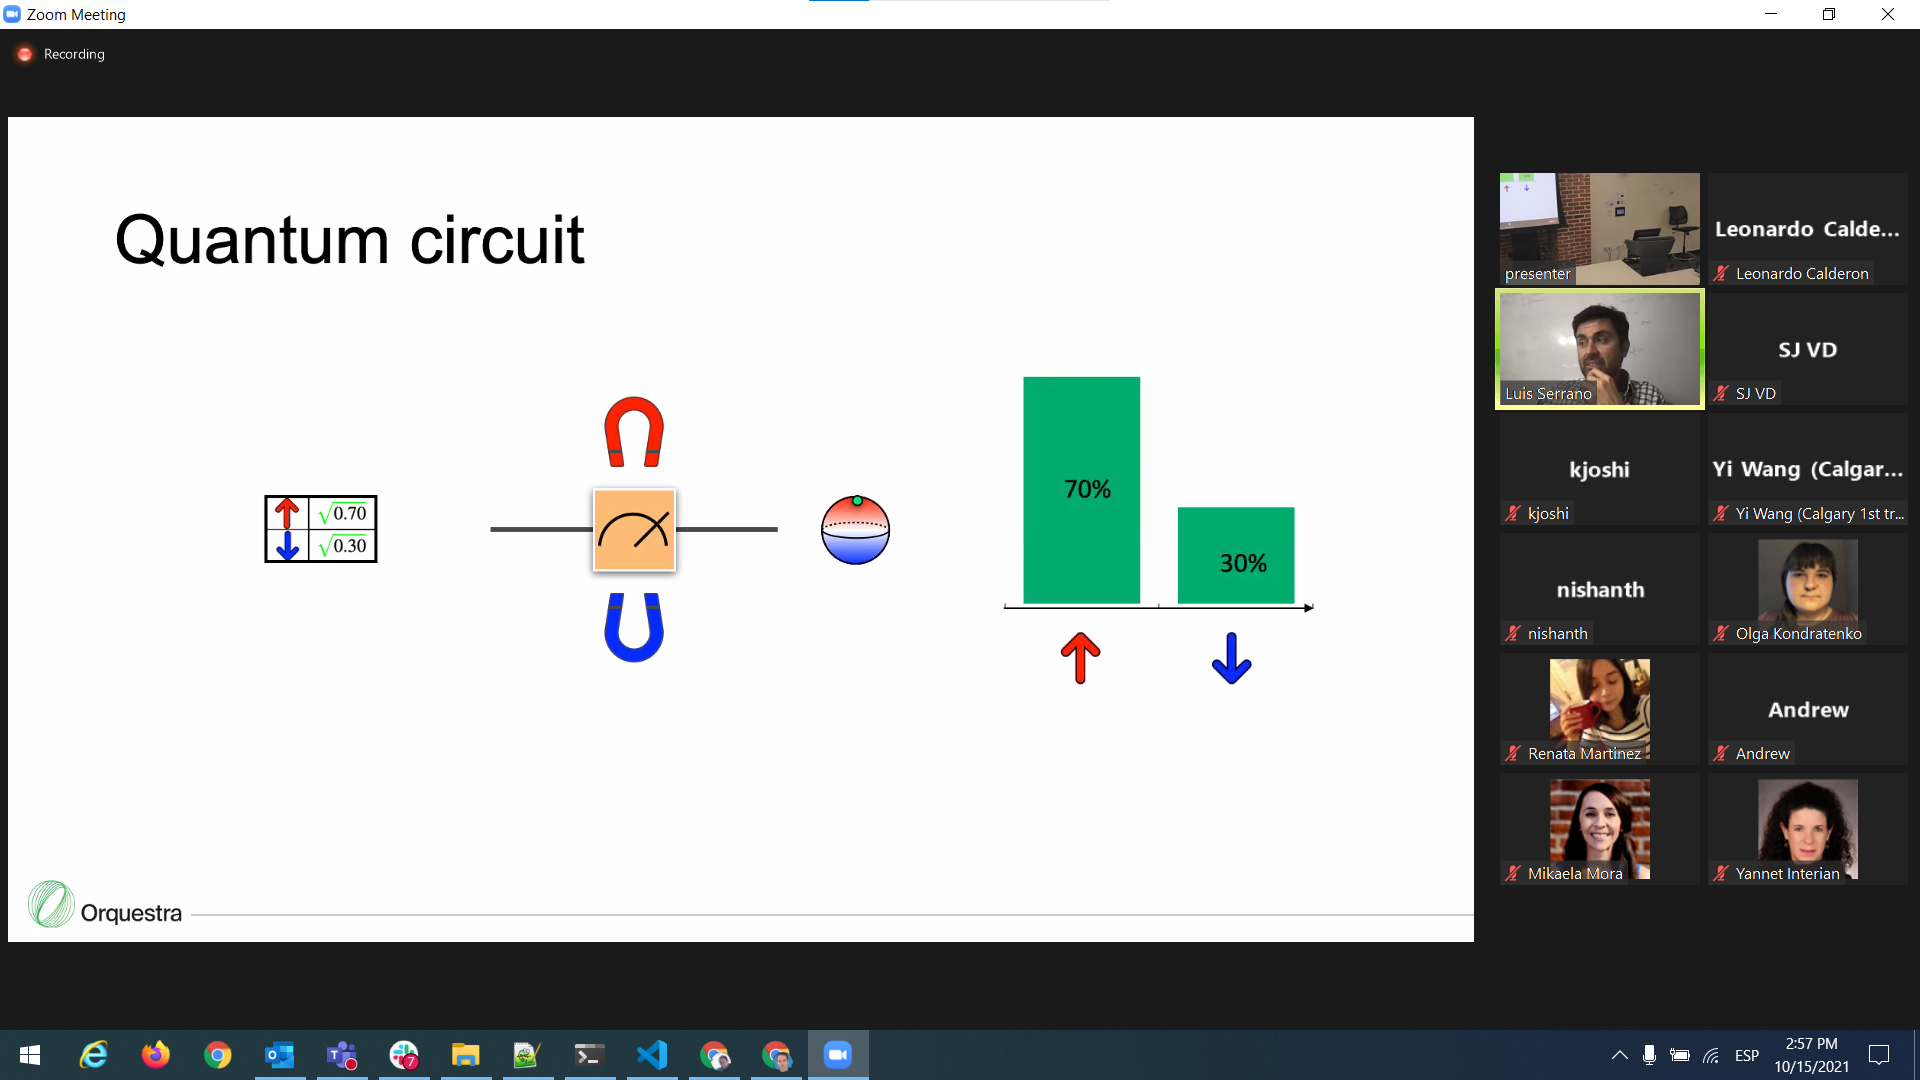 Zoom Meeting
Recording
Quantum circuit
√0.70
√0.30
70%
30%
Orquestra
presenter
Leonardo Calde...
Leonardo Calderon
Luis Serrano
SJ VD
SJ VD
kjoshi
kjoshi
Yi Wang (Calgar...
Yi Wang (Calgary 1st tr...
nishanth
nishanth
Olga Kondratenko
Renata Martinez
Andrew
Andrew
Mikaela Mora
Yannet Interian
7
ESP
2:57 PM
10/15/2021